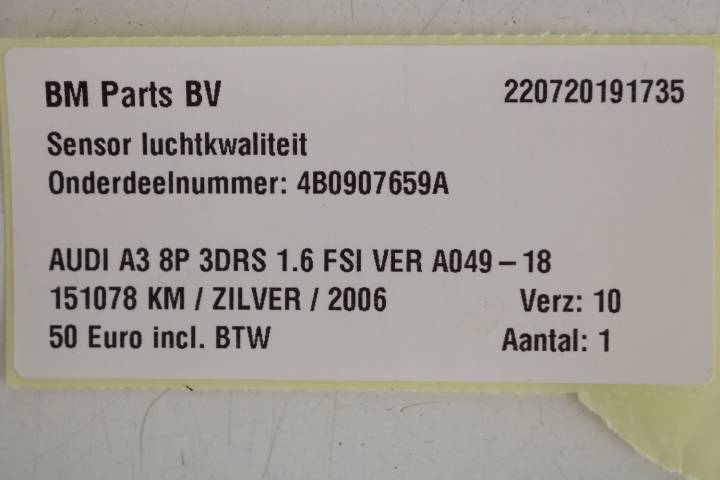 BM Parts BV 220720191735
Sensor luchtkwaliteit
Onderdeelnummer: 4B0907659A
AUDI A3 8P 3DRS 1.6 FSI VER A049 – 18
151078 KM / ZILVER / 2006 Verz: 10
50 Euro incl. BTW Aantal: 1